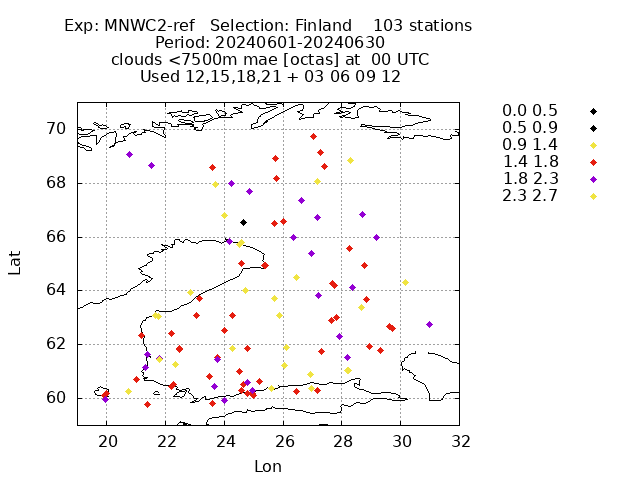 Exp: MNWC2-ref   Selection: Finland    103 stations
Period: 20240601-20240630
clouds <7500m mae [octas] at  00 UTC
Used 12,15,18,21 + 03 06 09 12
0.0 0.5
0.5 0.9
0.9 1.4
1.4 1.8
1.8 2.3
2.3 2.7
70
68
66
64
62
60
Lat
20 22 24 26 28 30 32
Lon